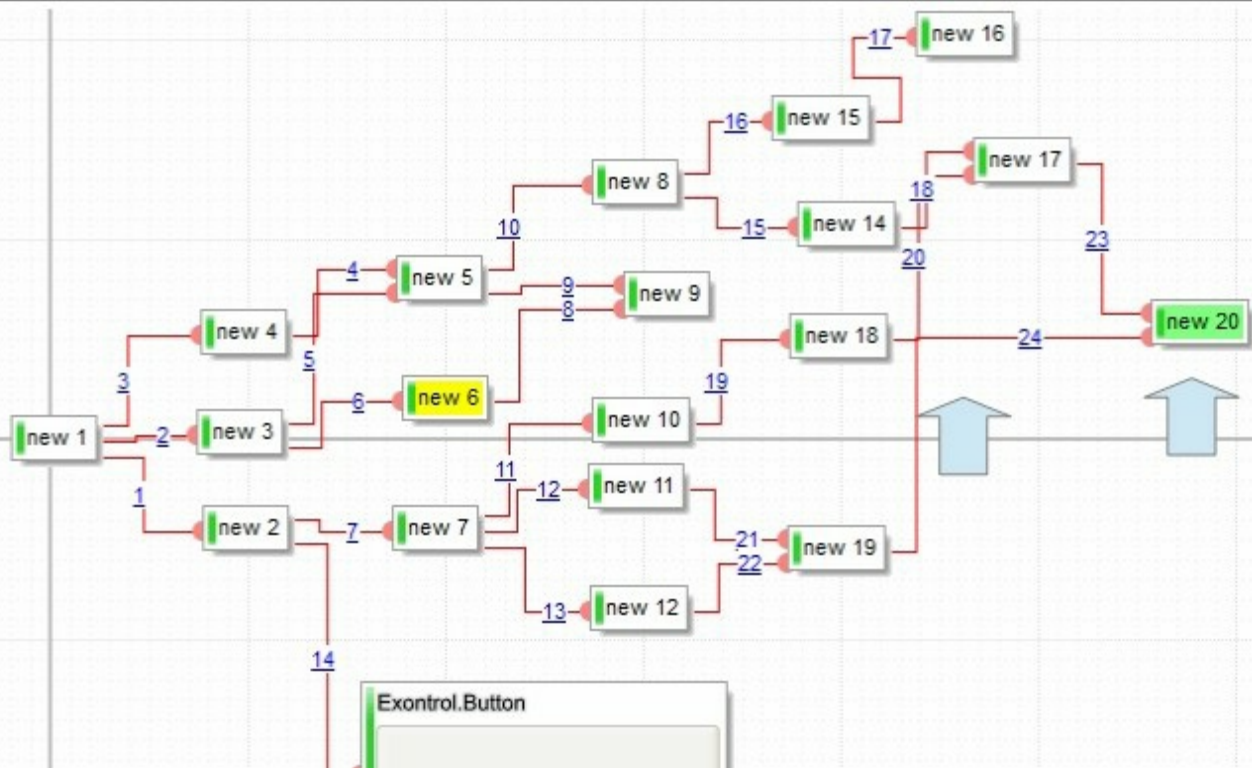 17
new 16
16
new 15
new 17
new 8
18
15
new 14
10
23
20
4
new 5
9
new 9
8
new 4
new 18
24
new 20
5
3
19
6
new 6
new 10
new 1
2
new 3
11
12
new 11
1
new 2
7
new 7
21
new 19
22
13
new 12
14
Exontrol.Button